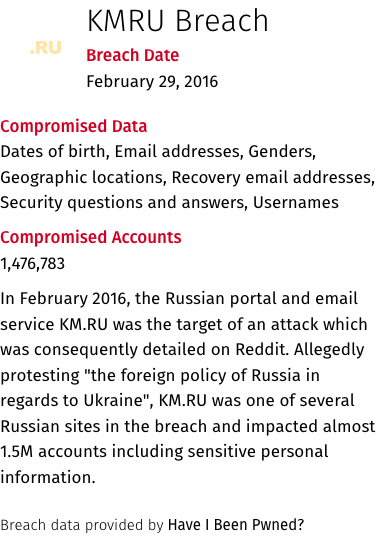 KMRU Breach
.RU
Breach Date
February 29, 2016
Compromised Data
Dates of birth, Email addresses, Genders,
Geographic locations, Recovery email addresses,
Security questions and answers, Usernames
Compromised Accounts
1,476,783
In February 2016, the Russian portal and email
service KM.RU was the target of an attack which
was consequently detailed on Reddit. Allegedly
protesting "the foreign policy of Russia in
regards to Ukraine", KM.RU was one of several
Russian sites in the breach and impacted almost
1.5M accounts including sensitive personal
information.
Breach data provided by Have I Been Pwned?